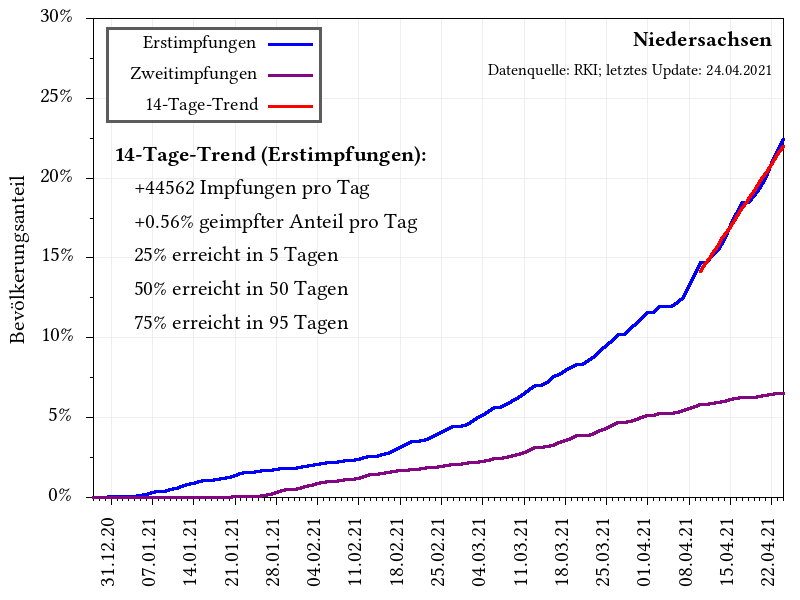 30%
25%
20%
15%
10%
5%
0%
Bevölkerungsanteil
Erstimpfungen
Zweitimpfungen
14-Tage-Trend
Niedersachsen
Datenquelle: RKI; letztes Update: 24.04.2021
14-Tage-Trend (Erstimpfungen):
+44562 Impfungen pro Tag
+0.56% geimpfter Anteil pro Tag
25% erreicht in 5 Tagen
50% erreicht in 50 Tagen
75% erreicht in 95 Tagen
31.12.20
07.01.21
14.01.21
21.01.21
28.01.21
04.02.21
11.02.21
18.02.21
25.02.21
04.03.21
11.03.21
18.03.21
25.03.21
01.04.21
08.04.21
15.04.21
22.04.21